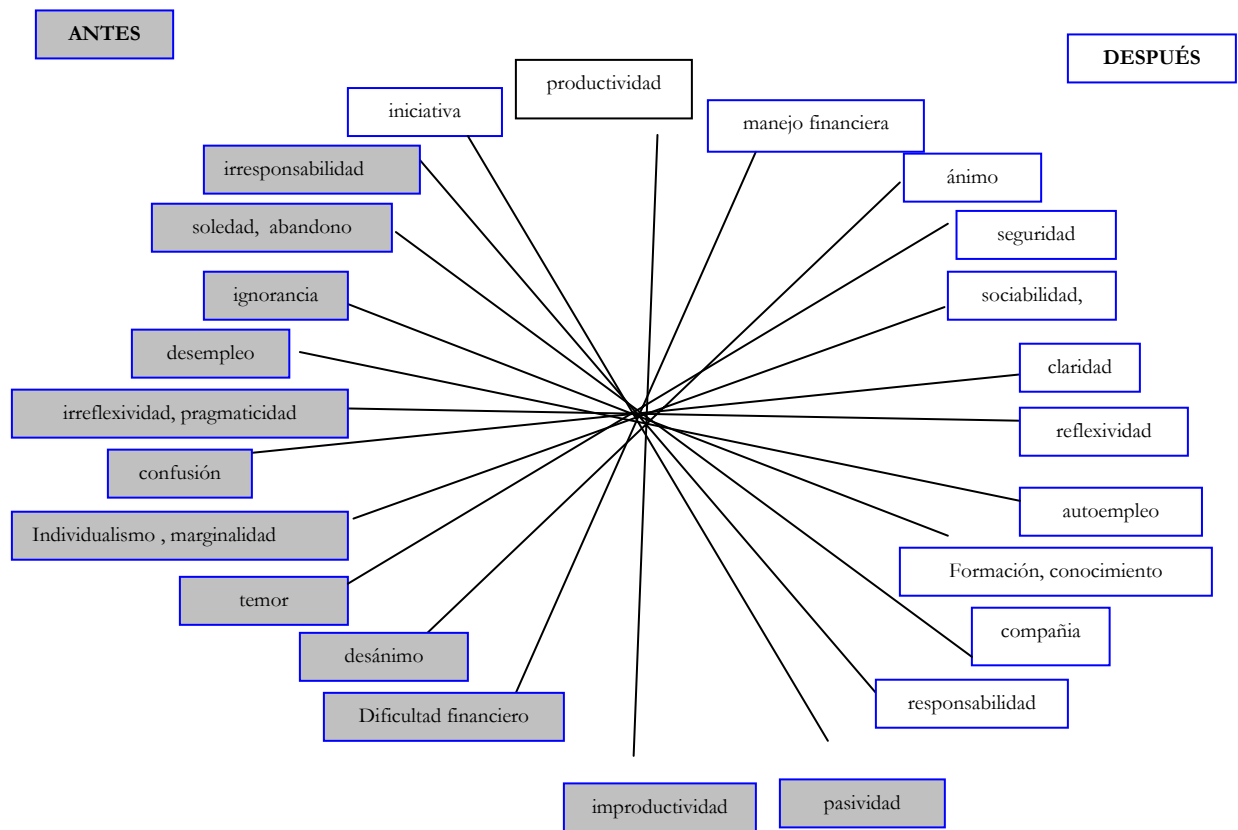 ANTES
DESPUÉS
productividad
iniciativa
manejo financiera
irresponsabilidad
ánimo
soledad, abandono
seguridad
ignorancia
sociabilidad,
desempleo
claridad
irreflexividad, pragmaticidad
reflexividad
confusión
autoempleo
Individualismo , marginalidad
Formación, conocimiento
temor
compañia
desánimo
responsabilidad
Dificultad financiero
improductividad
pasividad